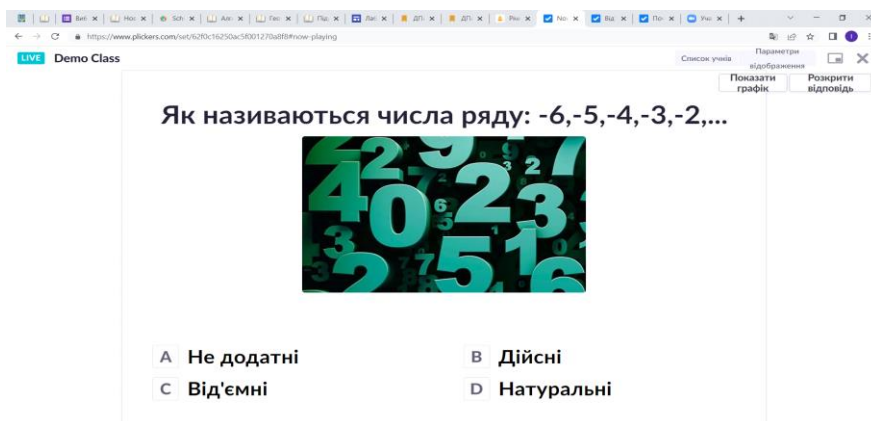 https://www.plickers.com/set/62f0c16250ac5f001270a8f8#now-playing
LIVE Demo Class
Список учнів
Параметри
відображення
Показати
графік
Розкрити
відповідь
Як називаються числа ряду: -6,-5,-4,-3,-2,...
A Не додатні
B Дійсні
C Від'ємні
D Натуральні